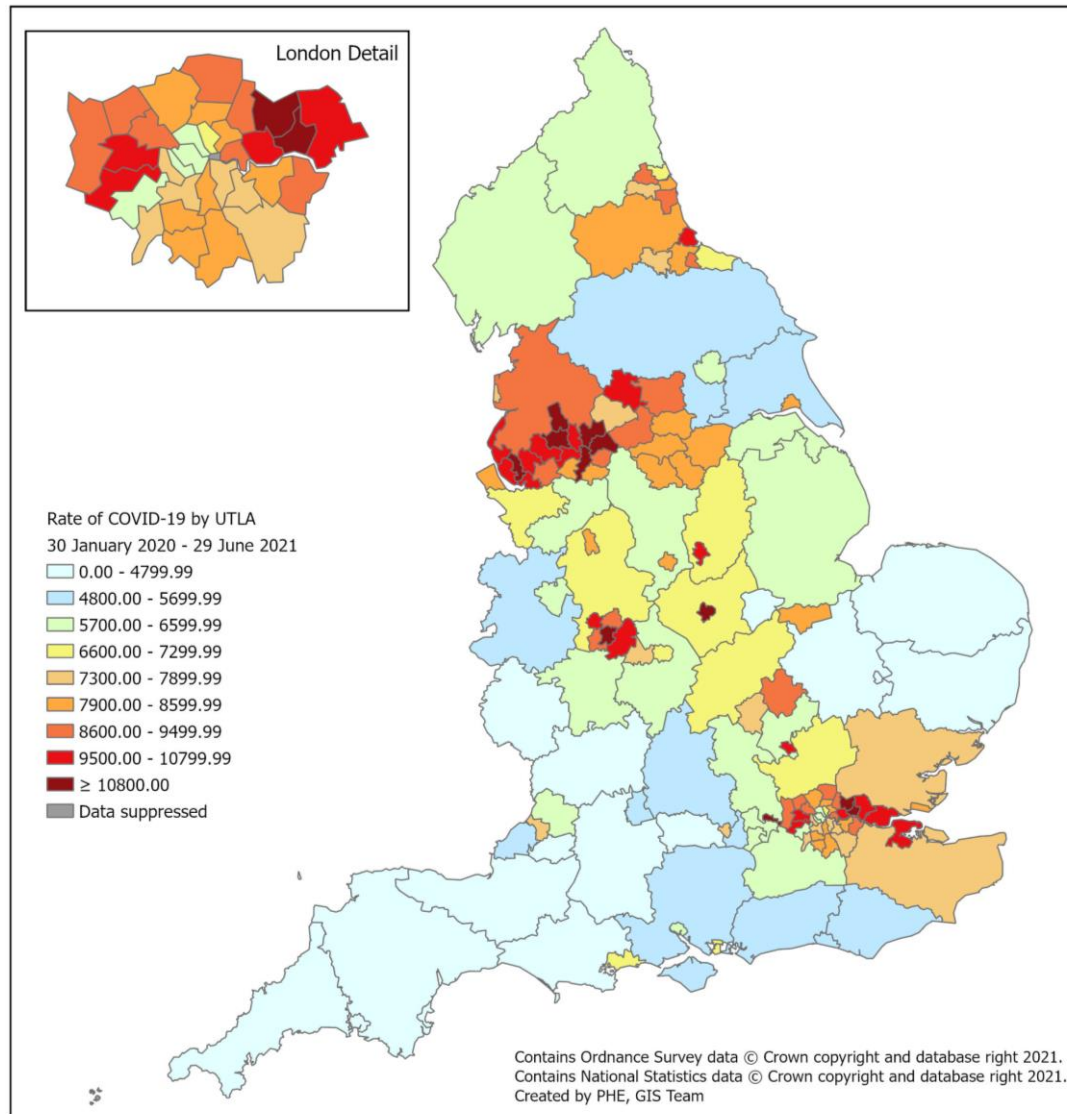 London Detail
Rate of COVID-19 by UTLA
30 January 2020 - 29 June 2021
0.00 - 4799.99
4800.00 - 5699.99
5700.00 - 6599.99
6600.00 - 7299.99
7300.00 - 7899.99
7900.00 - 8599.99
8600.00 - 9499.99
9500.00 - 10799.99
≥ 10800.00
Data suppressed
Contains Ordnance Survey data © Crown copyright and database right 2021.
Contains National Statistics data © Crown copyright and database right 2021.
Created by PHE, GIS Team